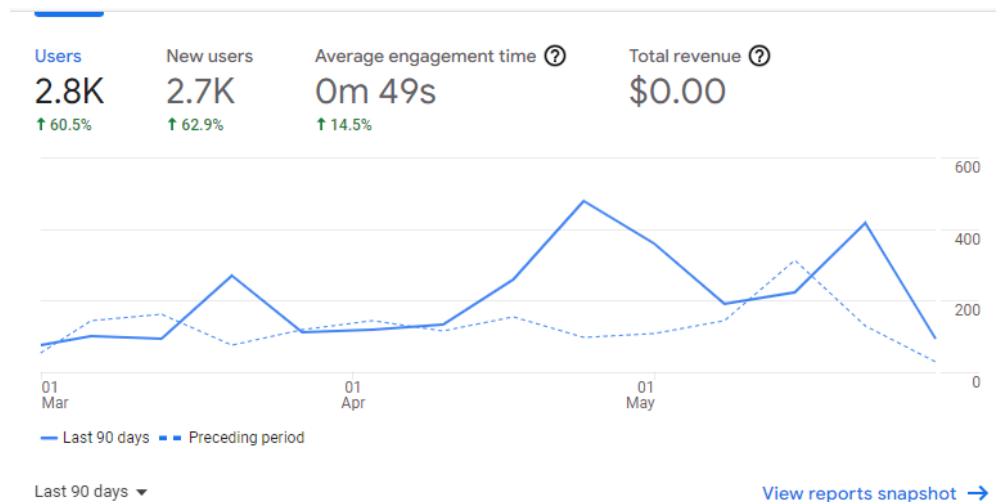 Users New users Average engagement time ? Total revenue ?
2.8K 2.7K 0m 49s $0.00
↑ 60.5% ↑ 62.9% ↑ 14.5%
600
400
200
0
01 01 01
Mar Apr May
Last 90 days Preceding period
Last 90 days View reports snapshot →